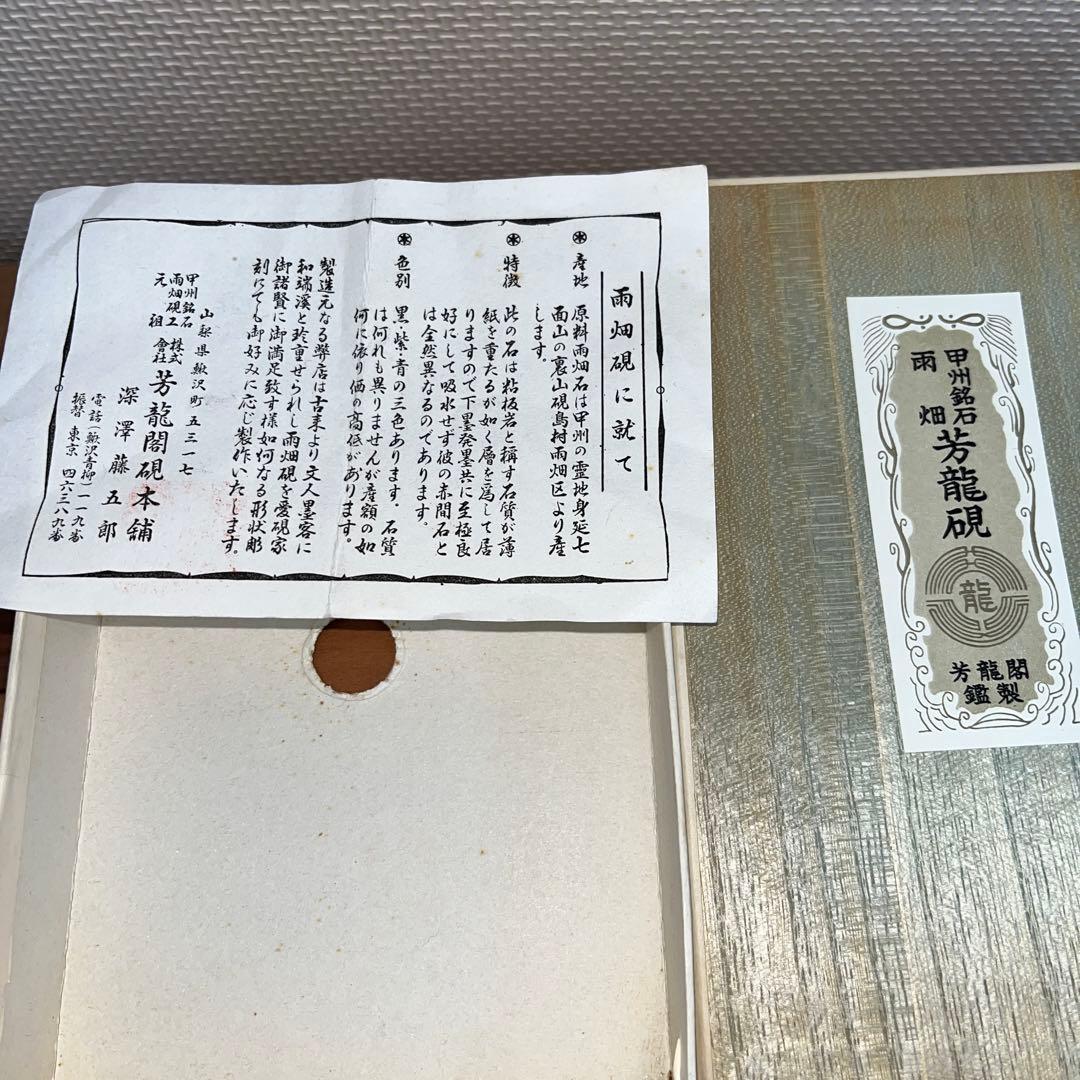 雨畑硯に就て
産地
原料雨畑石は甲州の霊地身延七
面山の裏山硯島村雨畑区より産
します。
特徴
此の石は粘板岩と稱す石質が薄
紙を重たるが如く層を爲して居
りますので下墨発墨共に至極良
好にして吸水せず彼の赤間石と
は全然異なるのであります。
色別
黒・紫・青の三色あります。石質
は何れも異りませんが産額の如
何に依り価の高低があります。
製造元なる弊店は古来より文人墨客に
和端溪と珍重せられし雨畑硯を愛硯家
御諸賢に御満足致す様如何なる形状彫
刻にても御好みに応じ製作いたします。
山梨県鰍沢町五三一七
甲州銘石
雨畑硯工
元祖
株式
會社
芳龍閣硯本舗
深澤藤五郎
電話(鰍沢青柳)一一九番
振替東京四六三八九番
甲州銘石
雨畑
芳龍硯
龍
芳龍閣
鑑製